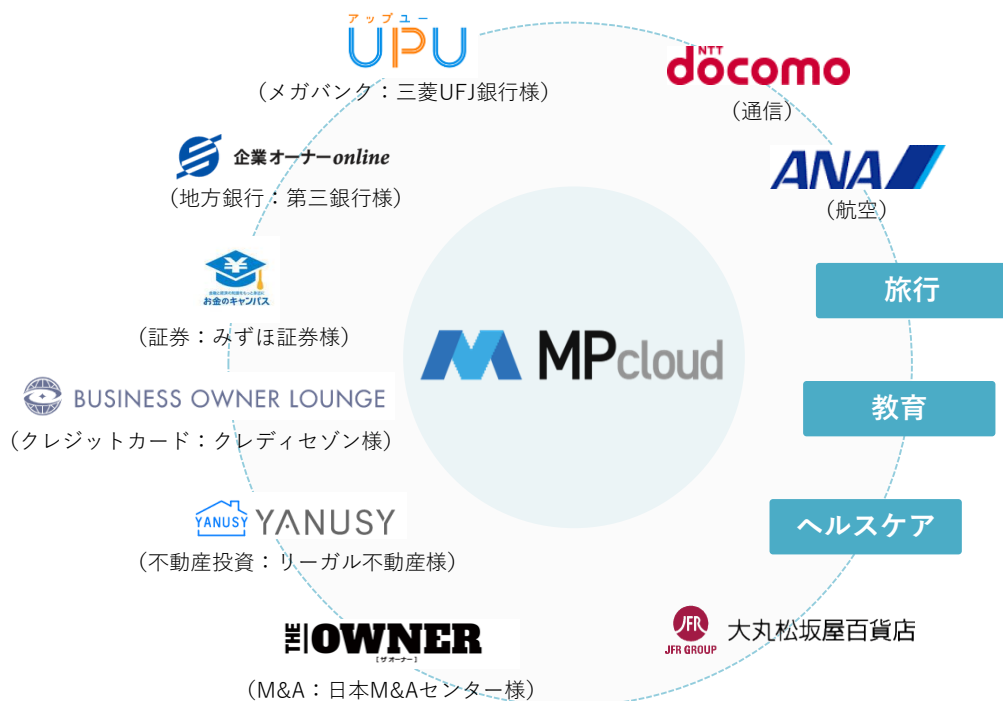 アップユー
UPU
(メガバンク：三菱UFJ銀行様)
NTT
docomo
(通信)
企業オーナーonline
(地方銀行：第三銀行様)
ANA
(航空)
お金のキャンパス
(証券：みずほ証券様)
旅行
MPcloud
BUSINESS OWNER LOUNGE
(クレジットカード：クレディセゾン様)
教育
YANUSY YANUSY
(不動産投資：リーガル不動産様)
ヘルスケア
THE OWNER
[ザオーナー]
(M&A：日本M&Aセンター様)
JFR
JFR GROUP
大丸松坂屋百貨店